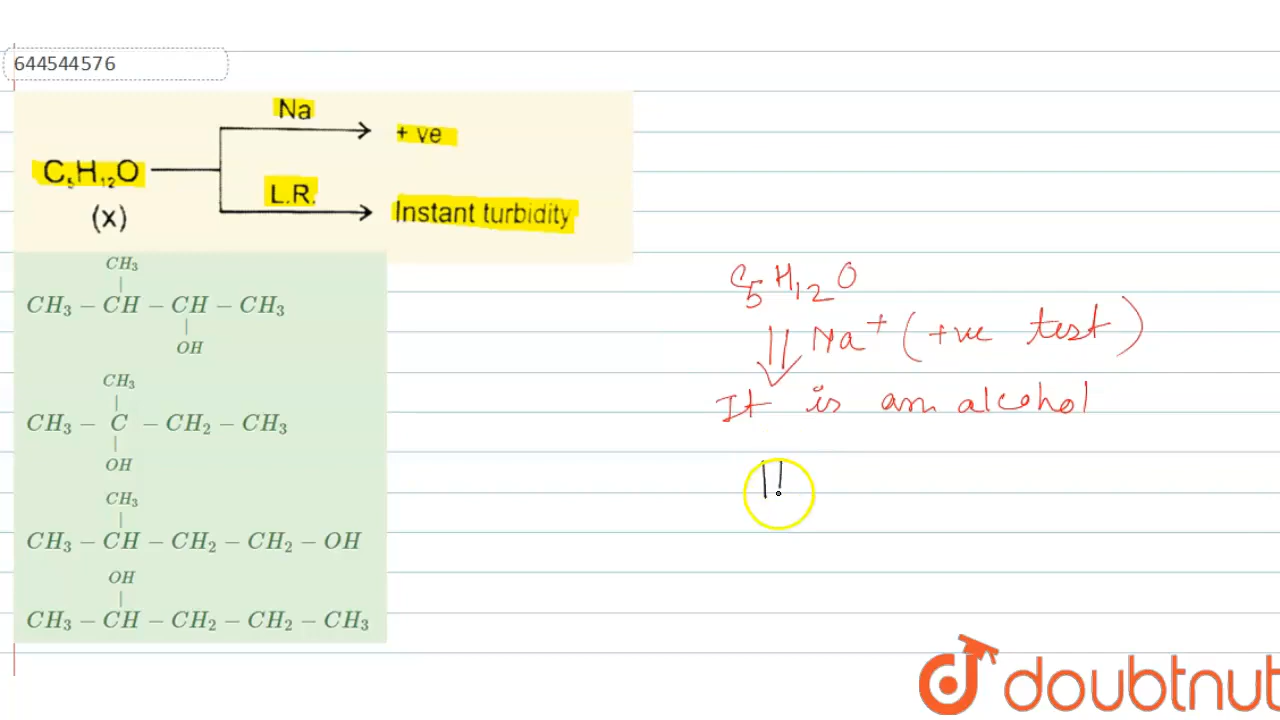 644544576
Na
+ ve
C₅H₁₂O
L.R.
Instant turbidity
(x)
CH₃
|
CH₃ − CH − CH − CH₃
|
OH
CH₃
|
CH₃ − C − CH₂ − CH₃
|
OH
CH₃
|
CH₃ − CH − CH₂ − CH₂ − OH
OH
|
CH₃ − CH − CH₂ − CH₂ − CH₃
C₅H₁₂O
Na⁺ (+ve test)
It is an alcohol
doubtnut